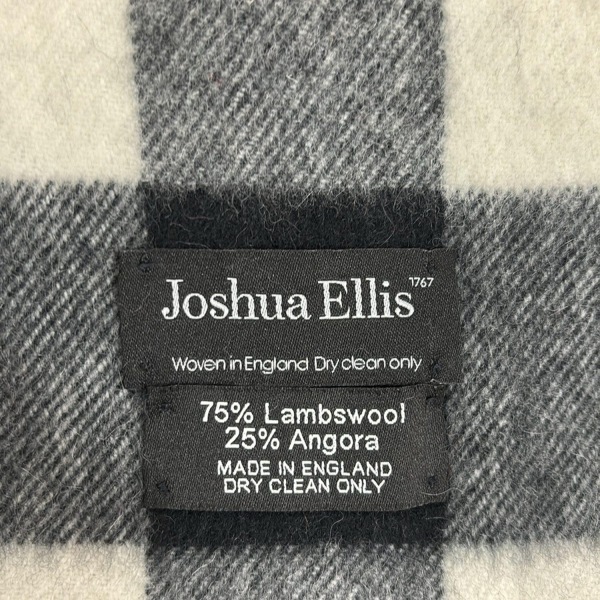 Joshua Ellis 1767
Woven in England Dry clean only
75% Lambswool
25% Angora
MADE IN ENGLAND
DRY CLEAN ONLY